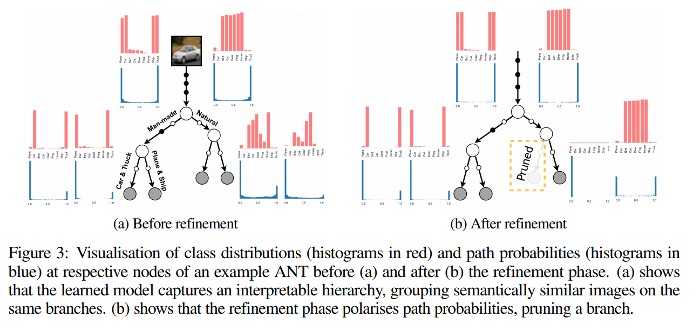 Man-made
Natural
Car & Truck
Plane & Ship
Pruned
(a) Before refinement
(b) After refinement
Figure 3: Visualisation of class distributions (histograms in red) and path probabilities (histograms in
blue) at respective nodes of an example ANT before (a) and after (b) the refinement phase. (a) shows
that the learned model captures an interpretable hierarchy, grouping semantically similar images on the
same branches. (b) shows that the refinement phase polarises path probabilities, pruning a branch.